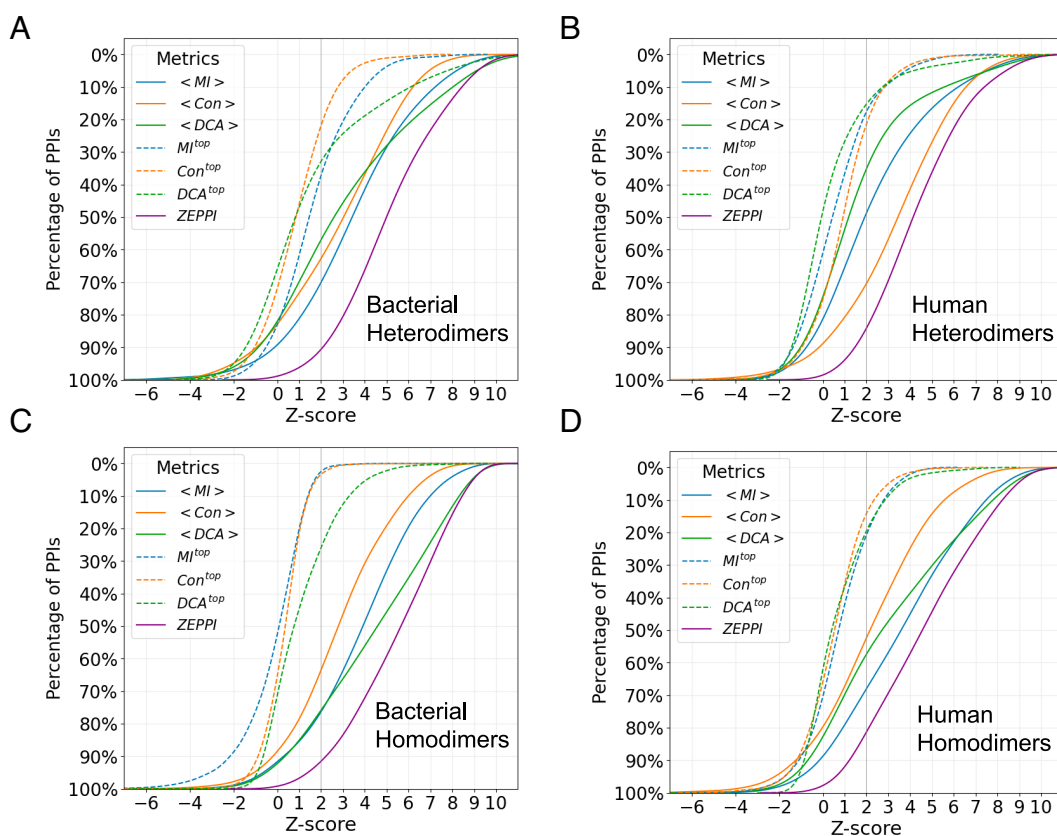 A
Percentage of PPIs
0%
10%
20%
30%
40%
50%
60%
70%
80%
90%
100%
Metrics
< MI >
< Con >
< DCA >
MI^top
Con^top
DCA^top
ZEPPI
Bacterial
Heterodimers
−6 −4 −2 0 1 2 3 4 5 6 7 8 9 10
Z-score
B
Percentage of PPIs
0%
10%
20%
30%
40%
50%
60%
70%
80%
90%
100%
Metrics
< MI >
< Con >
< DCA >
MI^top
Con^top
DCA^top
ZEPPI
Human
Heterodimers
−6 −4 −2 0 1 2 3 4 5 6 7 8 9 10
Z-score
C
Percentage of PPIs
0%
10%
20%
30%
40%
50%
60%
70%
80%
90%
100%
Metrics
< MI >
< Con >
< DCA >
MI^top
Con^top
DCA^top
ZEPPI
Bacterial
Homodimers
−6 −4 −2 0 1 2 3 4 5 6 7 8 9 10
Z-score
D
Percentage of PPIs
0%
10%
20%
30%
40%
50%
60%
70%
80%
90%
100%
Metrics
< MI >
< Con >
< DCA >
MI^top
Con^top
DCA^top
ZEPPI
Human
Homodimers
−6 −4 −2 0 1 2 3 4 5 6 7 8 9 10
Z-score